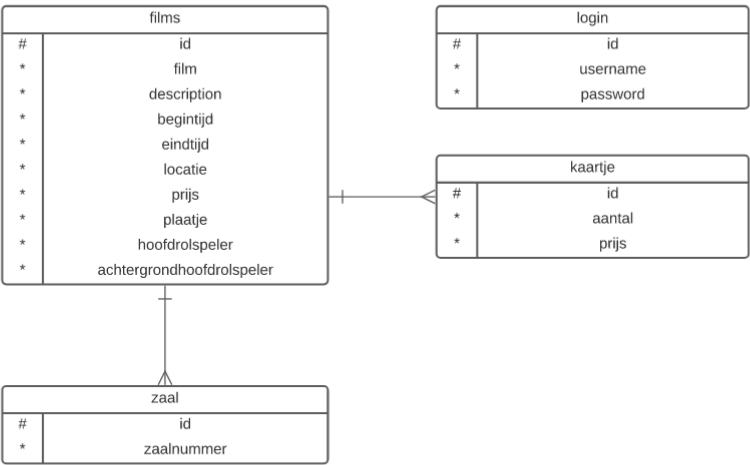 films
# id
* film
* description
* begintijd
* eindtijd
* locatie
* prijs
* plaatje
* hoofdrolspeler
* achtergrondhoofdrolspeler
login
# id
* username
* password
kaartje
# id
* aantal
* prijs
zaal
# id
* zaalnummer